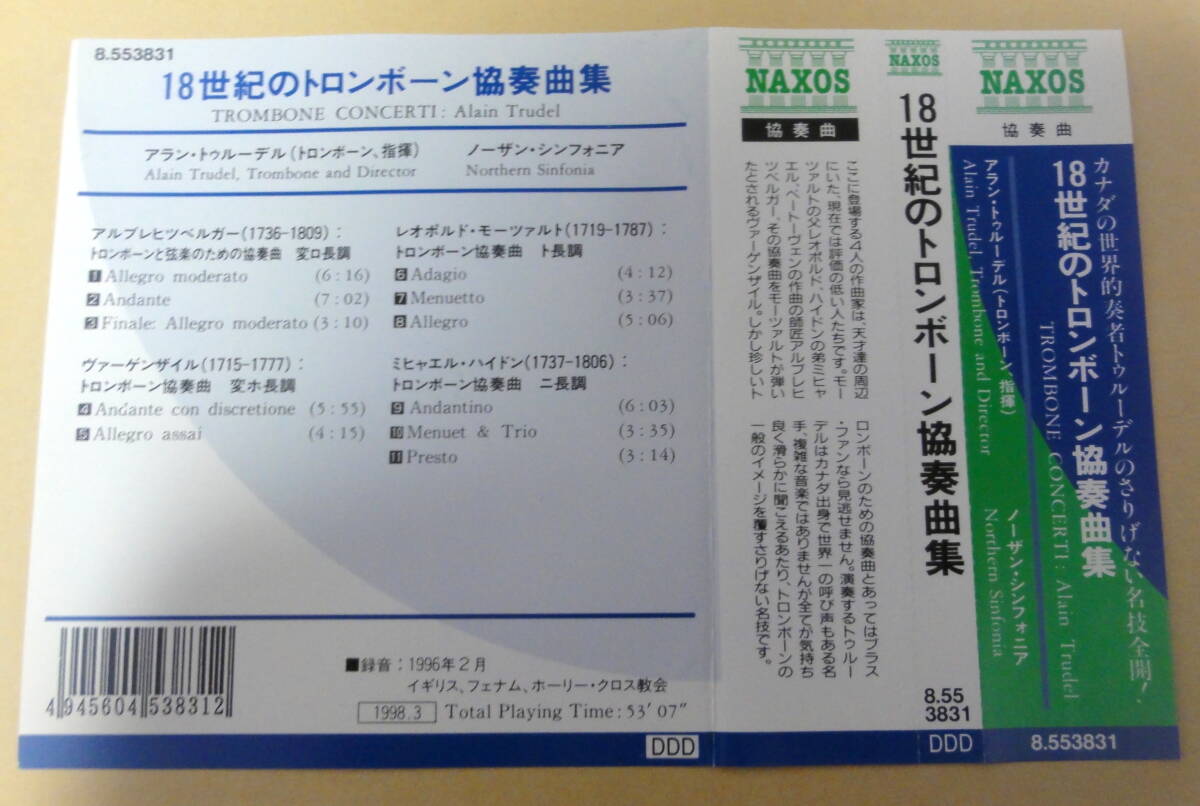 8.553831
18世紀のトロンボーン協奏曲集
TROMBONE CONCERTI: Alain Trudel
アラン・トゥルーデル(トロンボーン、指揮)
Alain Trudel, Trombone and Director
ノーザン・シンフォニア
Northern Sinfonia
アルブレヒツベルガー(1736-1809):
トロンボーンと弦楽のための協奏曲 変ロ長調
1 Allegro moderato (6:16)
2 Andante (7:02)
3 Finale: Allegro moderato (3:10)
ヴァーゲンザイル(1715-1777):
トロンボーン協奏曲 変ホ長調
4 Andante con discretione (5:55)
5 Allegro assai (4:15)
レオポルド・モーツァルト(1719-1787):
トロンボーン協奏曲 ト長調
6 Adagio (4:12)
7 Menuetto (3:37)
8 Allegro (5:06)
ミヒャエル・ハイドン(1737-1806):
トロンボーン協奏曲 ニ長調
9 Andantino (6:03)
10 Menuet & Trio (3:35)
11 Presto (3:14)
4945604538312
■録音:1996年2月
イギリス、フェナム、ホーリー・クロス教会
1998.3 Total Playing Time: 53′07″
DDD
NAXOS
協奏曲
ここに登場する4人の作曲家は、天才達の周辺
にいた、現在では評価の低い人たちです。モー
ツァルトの父レオポルド、ハイドンの弟ミヒャ
エル、ベートーヴェンの作曲の師匠アルブレヒ
ツベルガー、その協奏曲をモーツァルトが弾い
たとされるヴァーゲンザイル。しかし珍しいト
ロンボーンのための協奏曲とあってはブラス
・ファンなら見逃せません。演奏するトゥルー
デルはカナダ出身で世界一の呼び声もある名
手。複雑な音楽ではありませんが全てが気持ち
良く滑らかに聞こえるあたり、トロンボーンの
一般のイメージを覆すさりげない名技です。
NAXOS
18世紀のトロンボーン協奏曲集
8.55
3831
DDD
NAXOS
協奏曲
カナダの世界的奏者トゥルーデルのさりげない名技全開!
18世紀のトロンボーン協奏曲集
TROMBONE CONCERTI: Alain Trudel
アラン・トゥルーデル(トロンボーン、指揮)
Alain Trudel, Trombone and Director
ノーザン・シンフォニア
Northern Sinfonia
8.553831